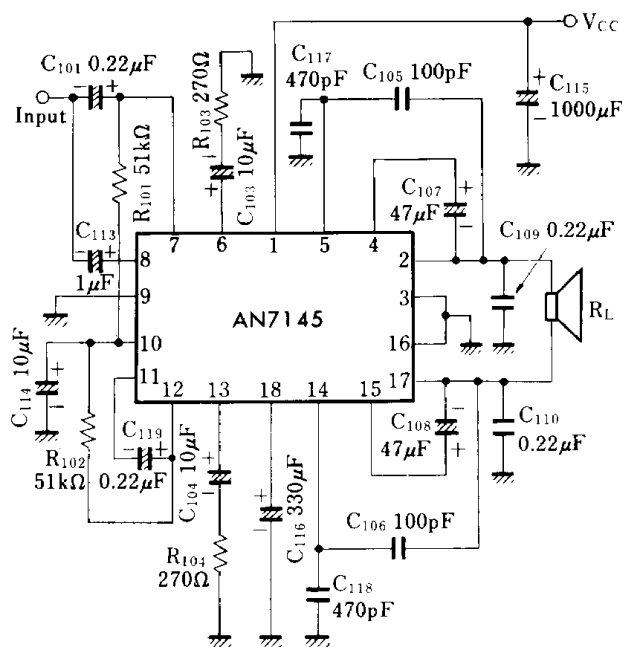 V_CC
C101 0.22μF
- +
Input
R101 51kΩ
R103 270Ω
C103 10μF
-
+
C117
470pF
C105 100pF
+
C115
-
1000μF
C107
47μF
+
-
C109 0.22μF
C113
- +
1μF
7
6
1
5
4
8
9
10
11
2
3
16
17
AN7145
12
13
18
14
15
RL
C114 10μF
+
-
R102
51kΩ
C119
0.22μF
C104 10μF
+
-
R104
270Ω
C116 330μF
+
-
C108
47μF
-
+
C110
0.22μF
C106 100pF
C118
470pF